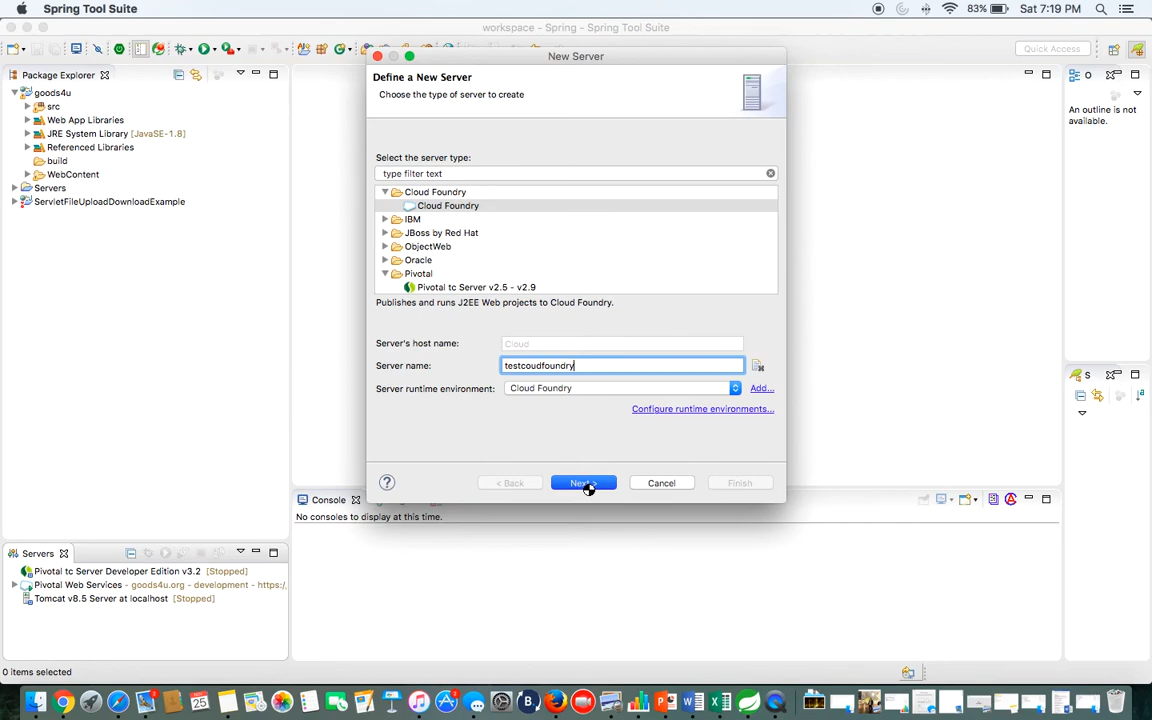 Spring Tool Suite
83%
Sat 7:19 PM
workspace - Spring - Spring Tool Suite
Quick Access
New Server
Define a New Server
Choose the type of server to create
Package Explorer
goods4u
src
Web App Libraries
JRE System Library [JavaSE-1.8]
Referenced Libraries
build
WebContent
Servers
ServletFileUploadDownloadExample
Select the server type:
type filter text
Cloud Foundry
Cloud Foundry
IBM
JBoss by Red Hat
ObjectWeb
Oracle
Pivotal
Pivotal tc Server v2.5 - v2.9
Publishes and runs J2EE Web projects to Cloud Foundry.
Server's host name:
Cloud
Server name:
testcoudfoundry
Server runtime environment:
Cloud Foundry
Add...
Configure runtime environments...
< Back
Next >
Cancel
Finish
O
An outline is not
available.
S
Console
No consoles to display at this time.
Servers
Pivotal tc Server Developer Edition v3.2 [Stopped]
Pivotal Web Services - goods4u.org - development - https:/
Tomcat v8.5 Server at localhost [Stopped]
0 items selected
25